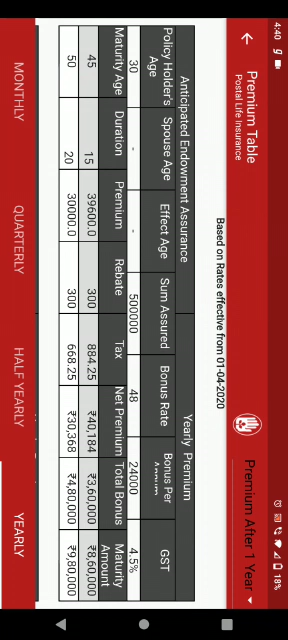 4:40 g 18%
Premium Table
Postal Life Insurance
Premium After 1 Year
Based on Rates effective from 01-04-2020
Anticipated Endowment Assurance Yearly Premium
Policy Holder's Age Spouse Age Effect Age Sum Assured Bonus Rate Bonus Per Annum GST
30 - - 500000 48 24000 4.5%
Maturity Age Duration Premium Rebate Tax Net Premium Total Bonus Maturity Amount
45 15 39600.0 300 884.25 ₹40,184 ₹3,60,000 ₹8,60,000
50 20 30000.0 300 668.25 ₹30,368 ₹4,80,000 ₹9,80,000
MONTHLY QUARTERLY HALF YEARLY YEARLY